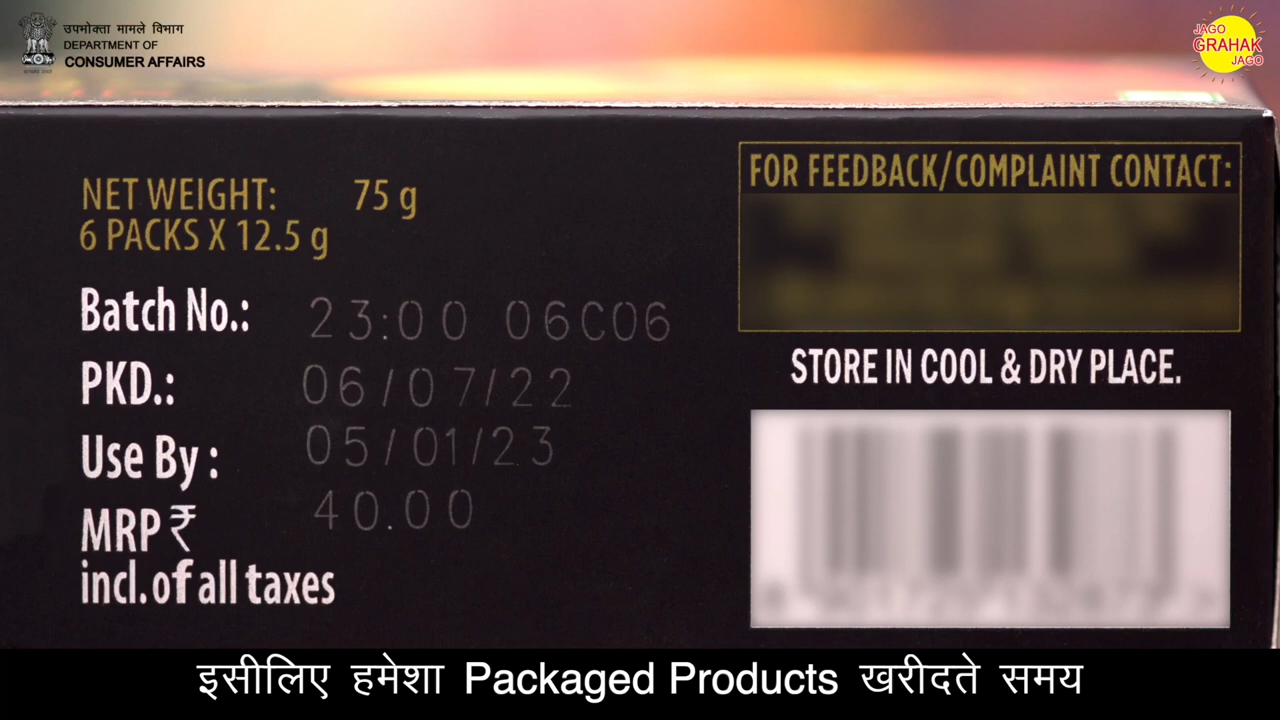 उपभोक्ता मामले विभाग
DEPARTMENT OF
CONSUMER AFFAIRS
JAGO
GRAHAK
JAGO
NET WEIGHT: 75 g
6 PACKS X 12.5 g
Batch No.: 23:00 06C06
PKD.: 06/07/22
Use By : 05/01/23
MRP ₹ 40.00
incl. of all taxes
FOR FEEDBACK/COMPLAINT CONTACT:
STORE IN COOL & DRY PLACE.
इसीलिए हमेशा Packaged Products खरीदते समय